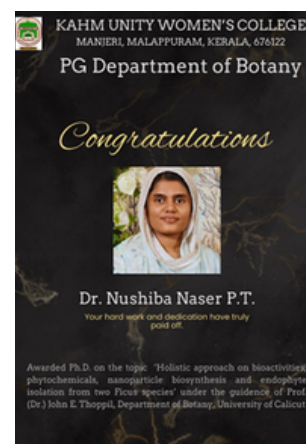 KAHM UNITY WOMEN'S COLLEGE
MANJERI, MALAPPURAM, KERALA, 676122
PG Department of Botany
Congratulations
Dr. Nushiba Naser P.T.
Your hard work and dedication have truly
paid off.
Awarded Ph.D. on the topic 'Holistic approach on bioactivities,
phytochemicals, nanoparticle biosynthesis and endophyte
isolation from two Ficus species' under the guidence of Prof.
(Dr.) John E. Thoppil, Department of Botany, University of Calicut